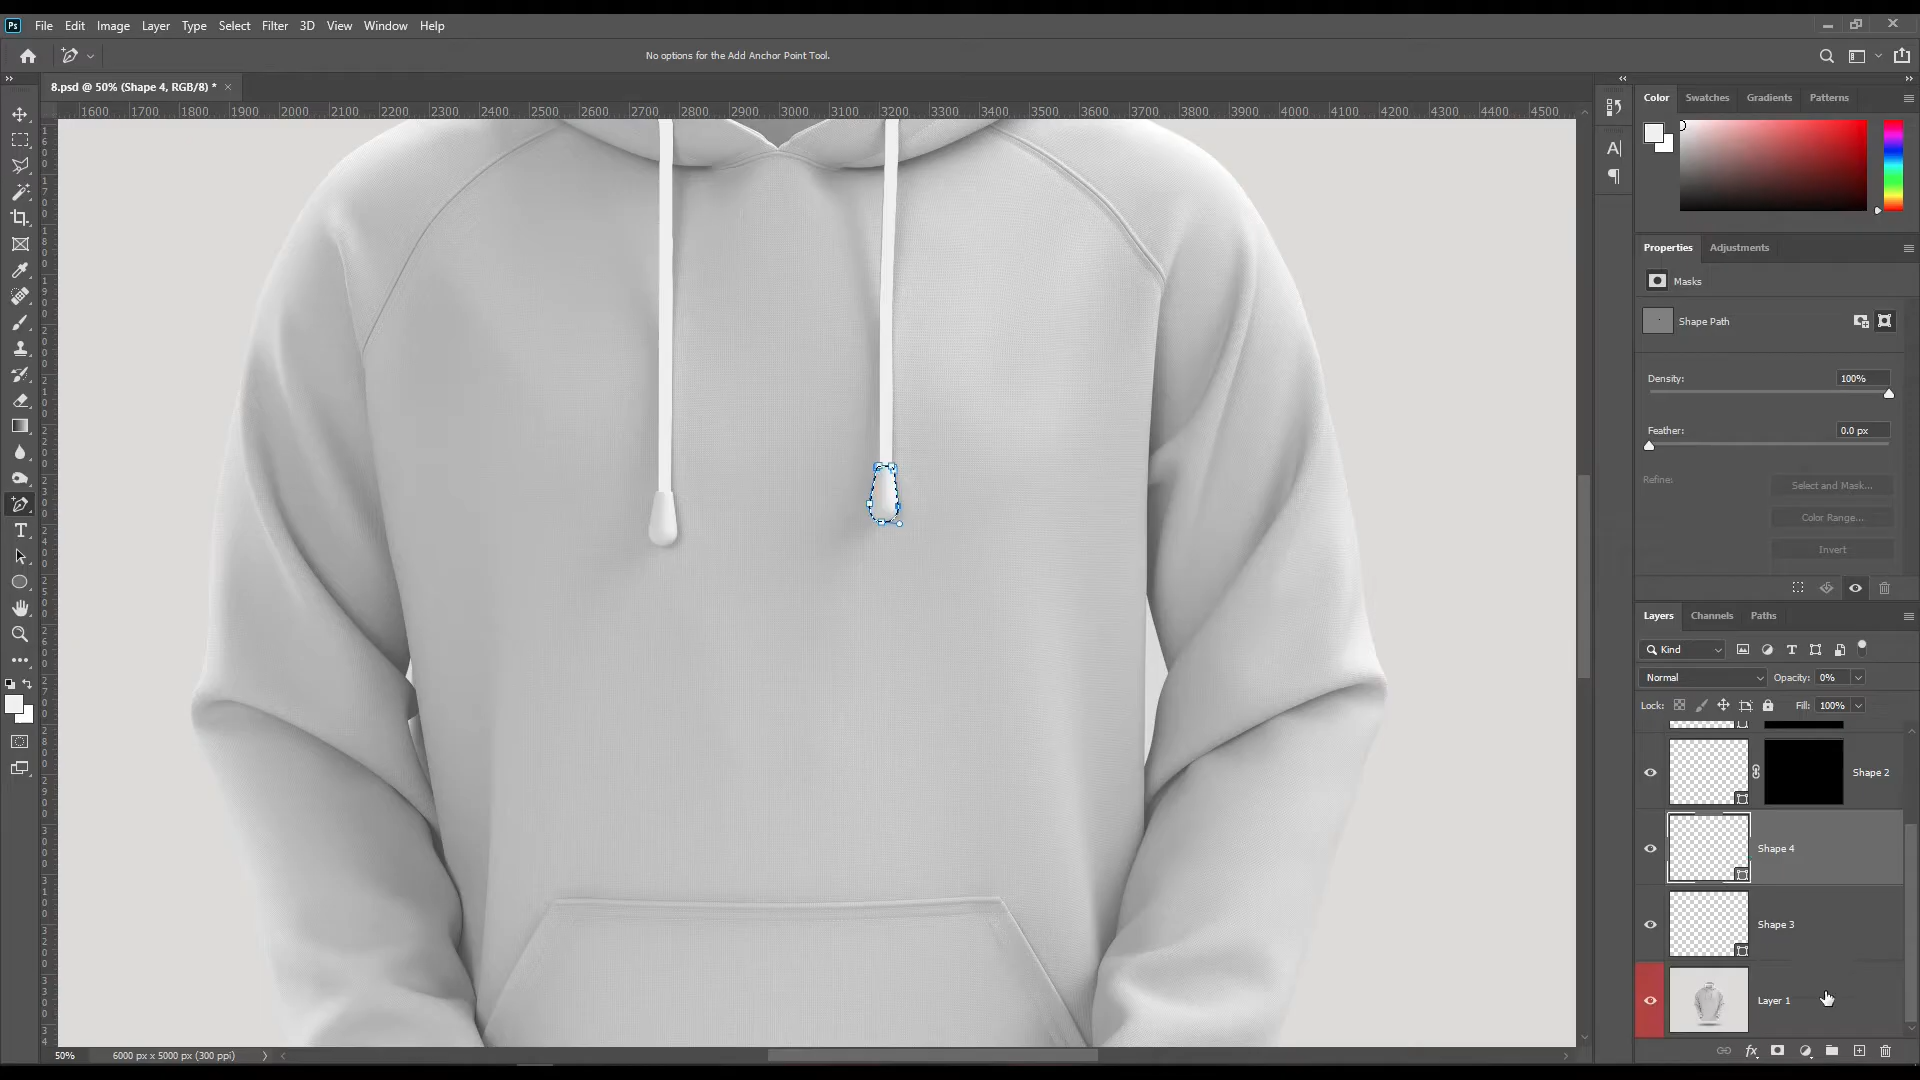 Ps File Edit Image Layer Type Select Filter 3D View Window Help
No options for the Add Anchor Point Tool.
8.psd @ 50% (Shape 4, RGB/8) *
1600 1700 1800 1900 2000 2100 2200 2300 2400 2500 2600 2700 2800 2900 3000 3100 3200 3300 3400 3500 3600 3700 3800 3900 4000 4100 4200 4300 4400 4500
Color Swatches Gradients Patterns
Properties Adjustments
Masks
Shape Path
Density: 100%
Feather: 0.0 px
Refine: Select and Mask...
Color Range...
Invert
Layers Channels Paths
Kind
Normal Opacity: 0%
Lock: Fill: 100%
Shape 2
Shape 4
Shape 3
Layer 1
50% 6000 px x 5000 px (300 ppi)